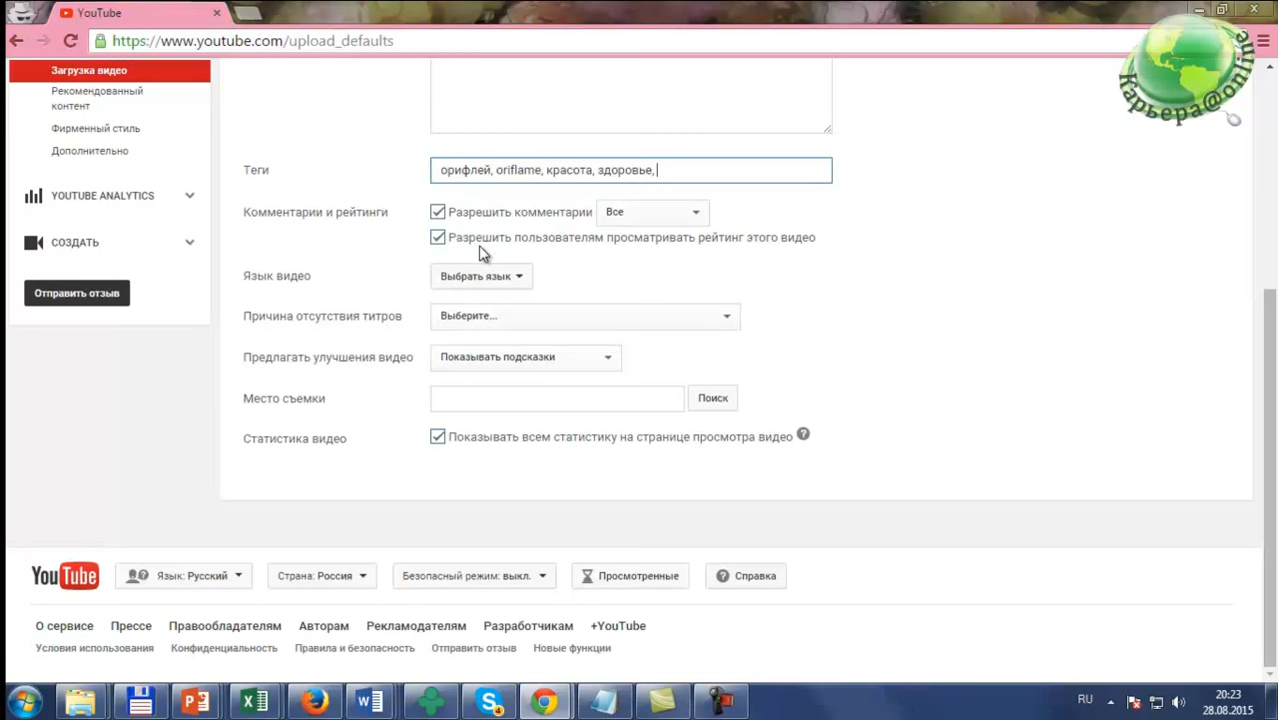 YouTube
https://www.youtube.com/upload_defaults
Карьера@online
Загрузка видео
Рекомендованный
контент
Фирменный стиль
Дополнительно
YOUTUBE ANALYTICS
СОЗДАТЬ
Отправить отзыв
Теги орифлей, oriflame, красота, здоровье,
Комментарии и рейтинги Разрешить комментарии Все
Разрешить пользователям просматривать рейтинг этого видео
Язык видео Выбрать язык
Причина отсутствия титров Выберите...
Предлагать улучшения видео Показывать подсказки
Место съемки Поиск
Статистика видео Показывать всем статистику на странице просмотра видео ?
YouTube Язык: Русский Страна: Россия Безопасный режим: выкл. Просмотренные ? Справка
О сервисе Прессе Правообладателям Авторам Рекламодателям Разработчикам +YouTube
Условия использования Конфиденциальность Правила и безопасность Отправить отзыв Новые функции
RU 20:23
28.08.2015